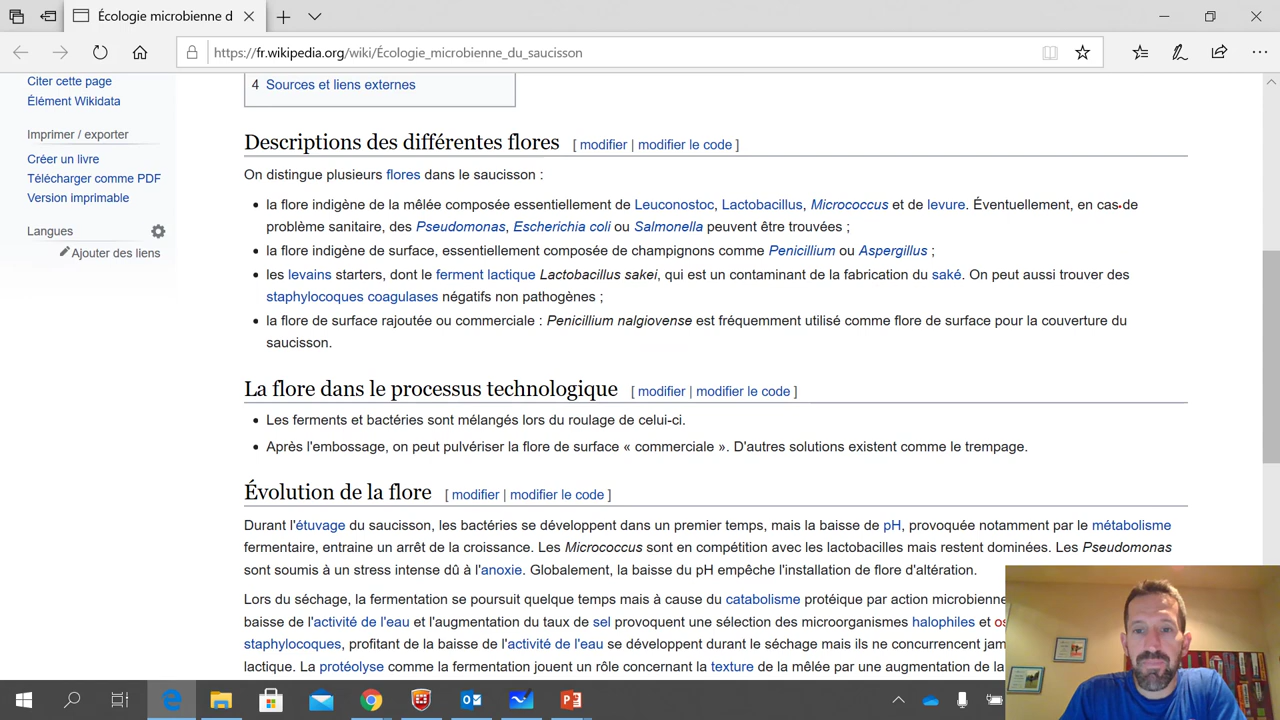 Écologie microbienne d
https://fr.wikipedia.org/wiki/Écologie_microbienne_du_saucisson
Citer cette page
Élément Wikidata
Imprimer / exporter
Créer un livre
Télécharger comme PDF
Version imprimable
Langues
Ajouter des liens
4 Sources et liens externes
Descriptions des différentes flores [ modifier | modifier le code ]
On distingue plusieurs flores dans le saucisson :
• la flore indigène de la mêlée composée essentiellement de Leuconostoc, Lactobacillus, Micrococcus et de levure. Éventuellement, en cas de
problème sanitaire, des Pseudomonas, Escherichia coli ou Salmonella peuvent être trouvées ;
• la flore indigène de surface, essentiellement composée de champignons comme Penicillium ou Aspergillus ;
• les levains starters, dont le ferment lactique Lactobacillus sakei, qui est un contaminant de la fabrication du saké. On peut aussi trouver des
staphylocoques coagulases négatifs non pathogènes ;
• la flore de surface rajoutée ou commerciale : Penicillium nalgiovense est fréquemment utilisé comme flore de surface pour la couverture du
saucisson.
La flore dans le processus technologique [ modifier | modifier le code ]
• Les ferments et bactéries sont mélangés lors du roulage de celui-ci.
• Après l'embossage, on peut pulvériser la flore de surface « commerciale ». D'autres solutions existent comme le trempage.
Évolution de la flore [ modifier | modifier le code ]
Durant l'étuvage du saucisson, les bactéries se développent dans un premier temps, mais la baisse de pH, provoquée notamment par le métabolisme
fermentaire, entraine un arrêt de la croissance. Les Micrococcus sont en compétition avec les lactobacilles mais restent dominées. Les Pseudomonas
sont soumis à un stress intense dû à l'anoxie. Globalement, la baisse du pH empêche l'installation de flore d'altération.
Lors du séchage, la fermentation se poursuit quelque temps mais à cause du catabolisme protéique par action microbienne
baisse de l'activité de l'eau et l'augmentation du taux de sel provoquent une sélection des microorganismes halophiles et
staphylocoques, profitant de la baisse de l'activité de l'eau se développent durant le séchage mais ils ne concurrencent
lactique. La protéolyse comme la fermentation jouent un rôle concernant la texture de la mêlée par une augmentation de la